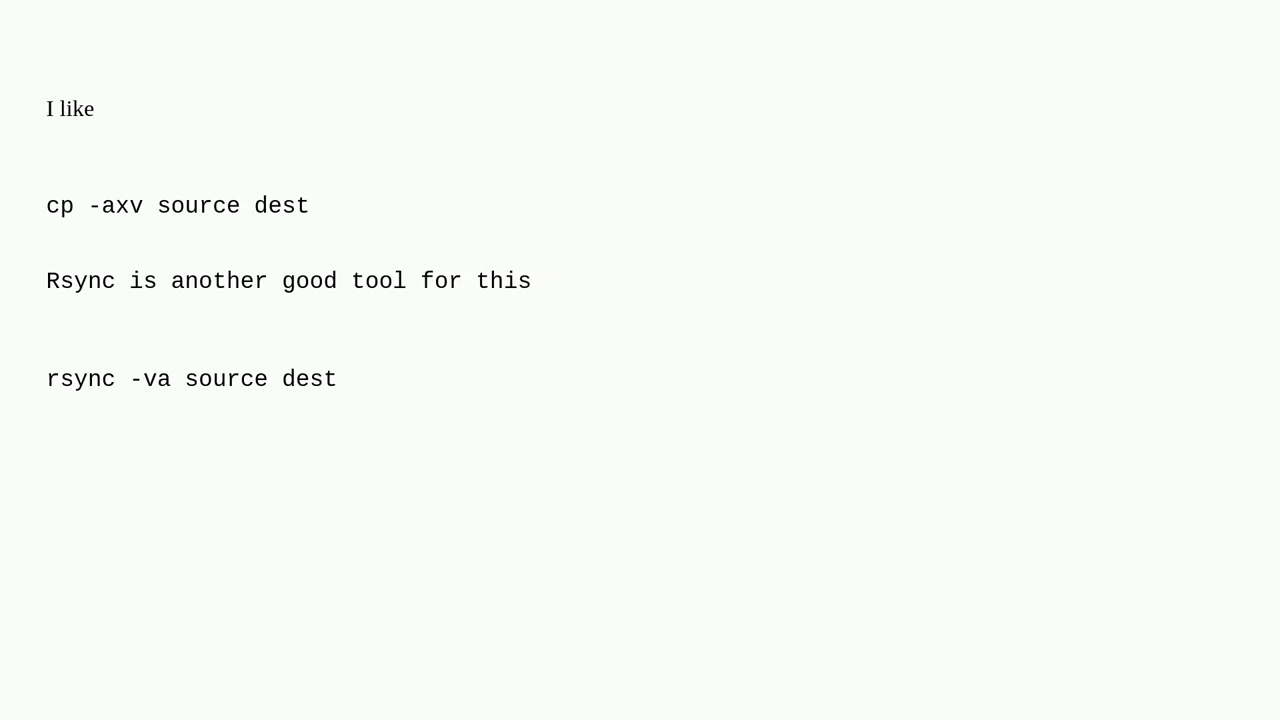 I like
cp -axv source dest
Rsync is another good tool for this
rsync -va source dest